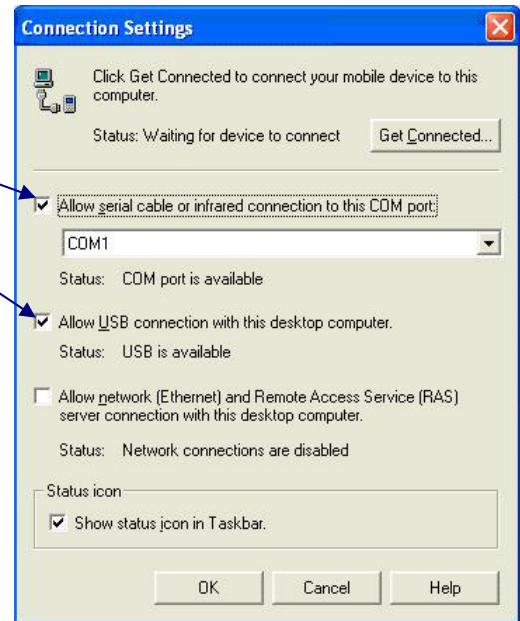 Connection Settings
Click Get Connected to connect your mobile device to this
computer.
Status: Waiting for device to connect
Get Connected...
Allow serial cable or infrared connection to this COM port:
COM1
Status: COM port is available
Allow USB connection with this desktop computer.
Status: USB is available
Allow network (Ethernet) and Remote Access Service (RAS)
server connection with this desktop computer.
Status: Network connections are disabled
Status icon
Show status icon in Taskbar.
OK
Cancel
Help